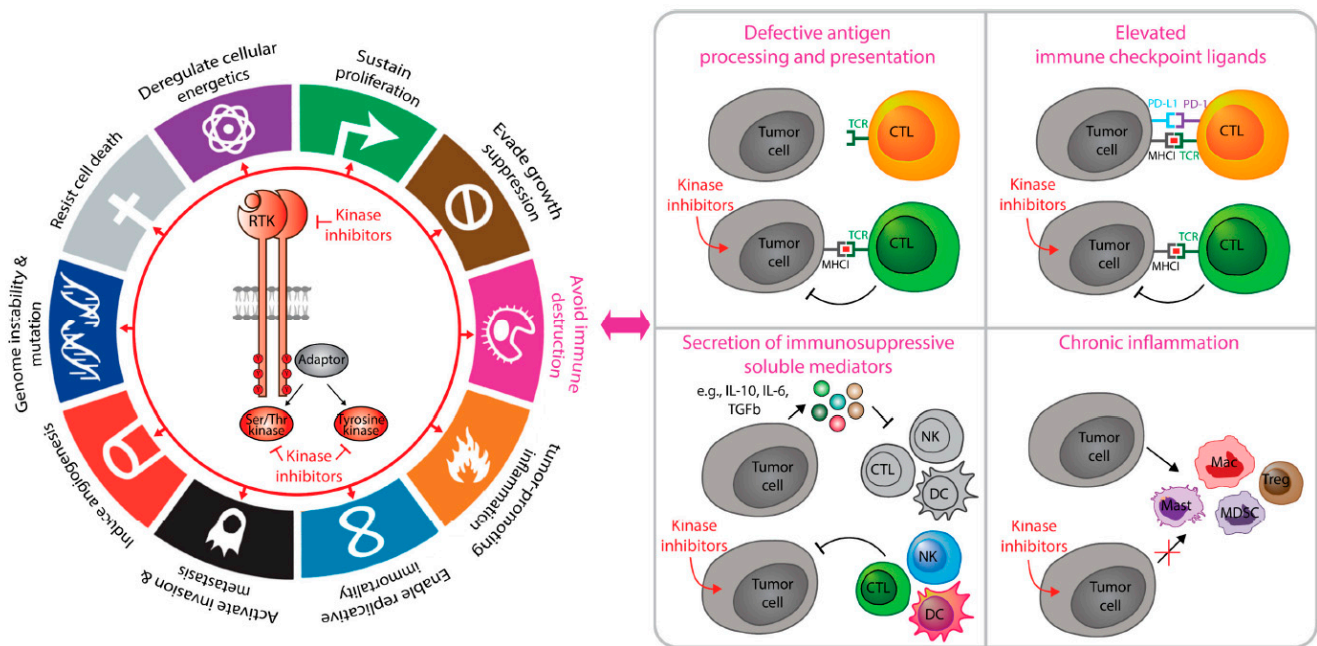 Deregulate cellular
energetics
Sustain
proliferation
Evade growth
suppression
Avoid immune
destruction
tumor-promoting
inflammation
Enable replicative
immortality
Activate invasion &
metastasis
Induce angiogenesis
Genome instability &
mutation
Resist cell death
RTK
Kinase
inhibitors
Adaptor
Ser/Thr
kinase
Tyrosine
kinase
Kinase
inhibitors
Defective antigen
processing and presentation
Tumor
cell
TCR
CTL
Kinase
inhibitors
Tumor
cell
MHCI
TCR
CTL
Elevated
immune checkpoint ligands
Tumor
cell
PD-L1
PD-1
MHCI
TCR
CTL
Kinase
inhibitors
Tumor
cell
MHCI
TCR
CTL
Secretion of immunosuppressive
soluble mediators
e.g., IL-10, IL-6,
TGFb
Tumor
cell
CTL
NK
DC
Kinase
inhibitors
Tumor
cell
CTL
NK
DC
Chronic inflammation
Tumor
cell
Mac
Treg
Mast
MDSC
Kinase
inhibitors
Tumor
cell